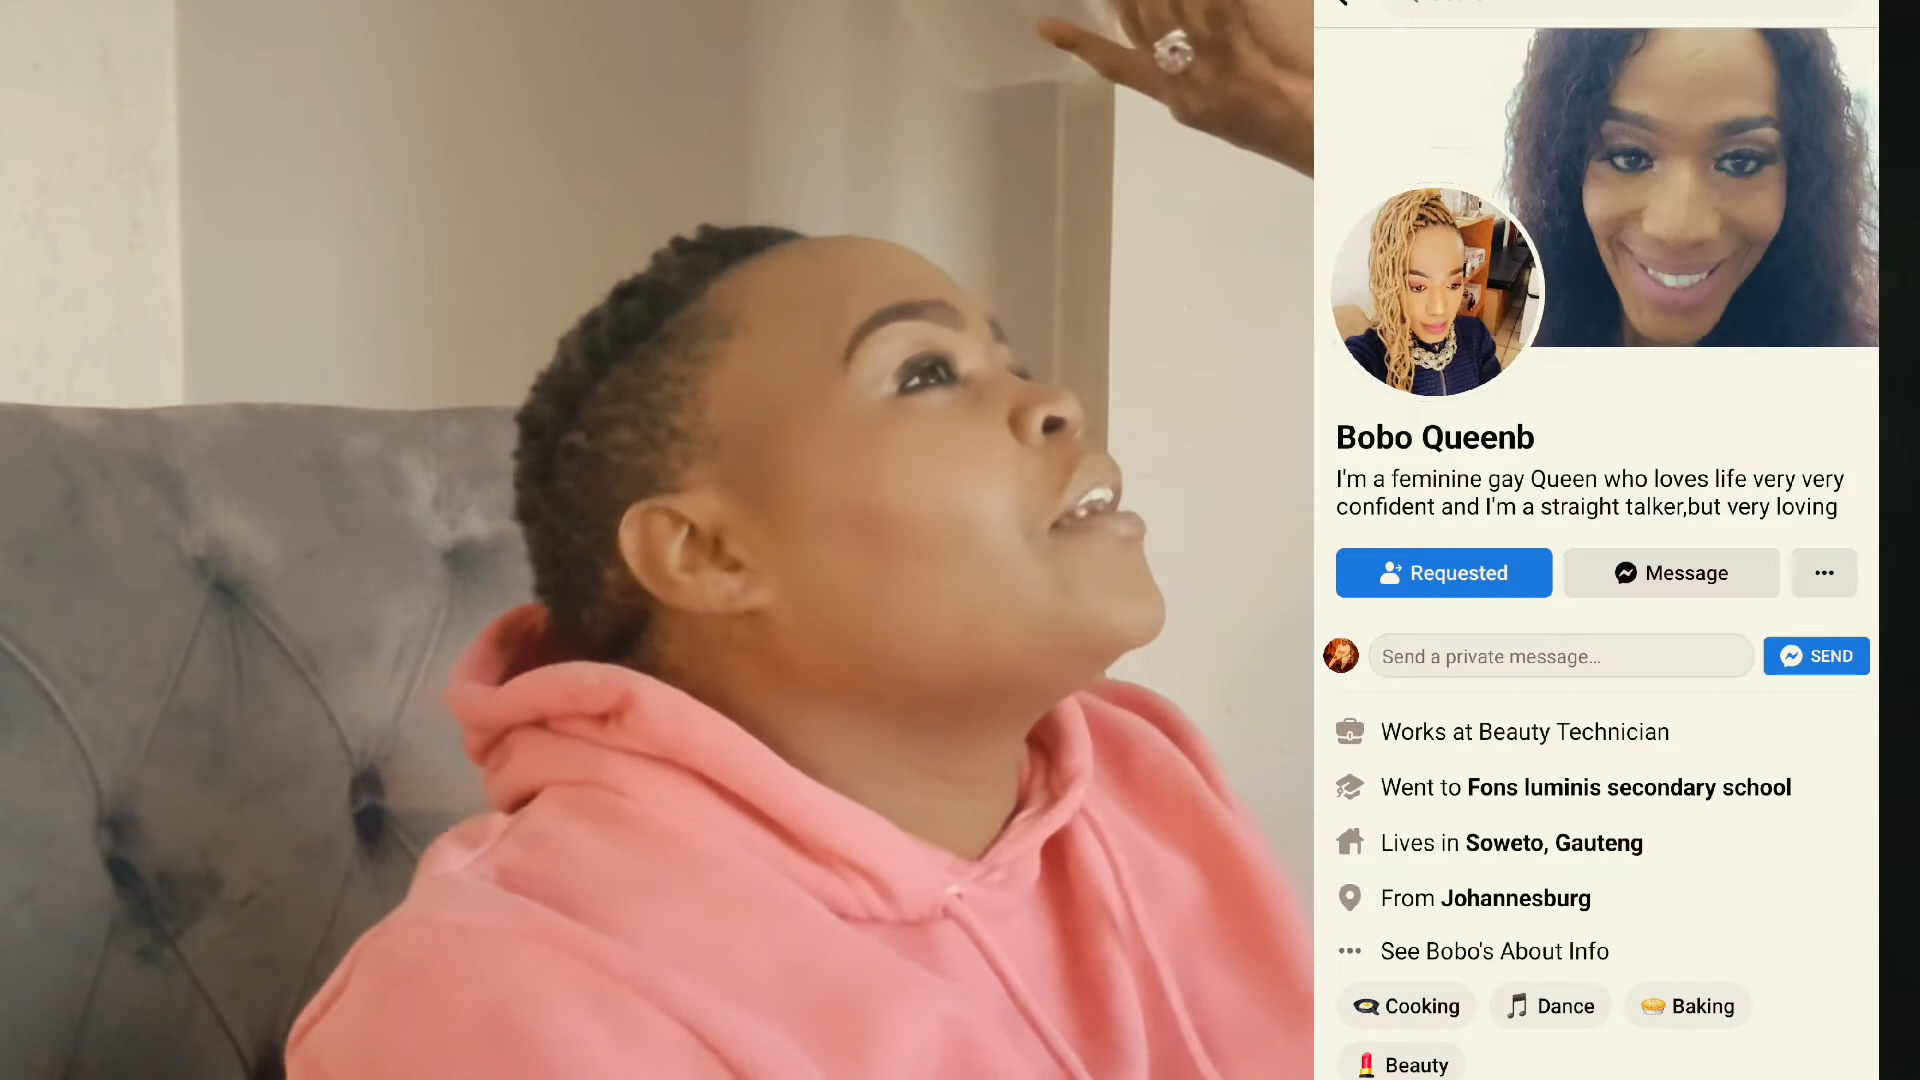 Bobo Queenb
I'm a feminine gay Queen who loves life very very
confident and I'm a straight talker,but very loving
Requested
Message
Send a private message...
SEND
Works at Beauty Technician
Went to Fons luminis secondary school
Lives in Soweto, Gauteng
From Johannesburg
See Bobo's About Info
Cooking
Dance
Baking
Beauty